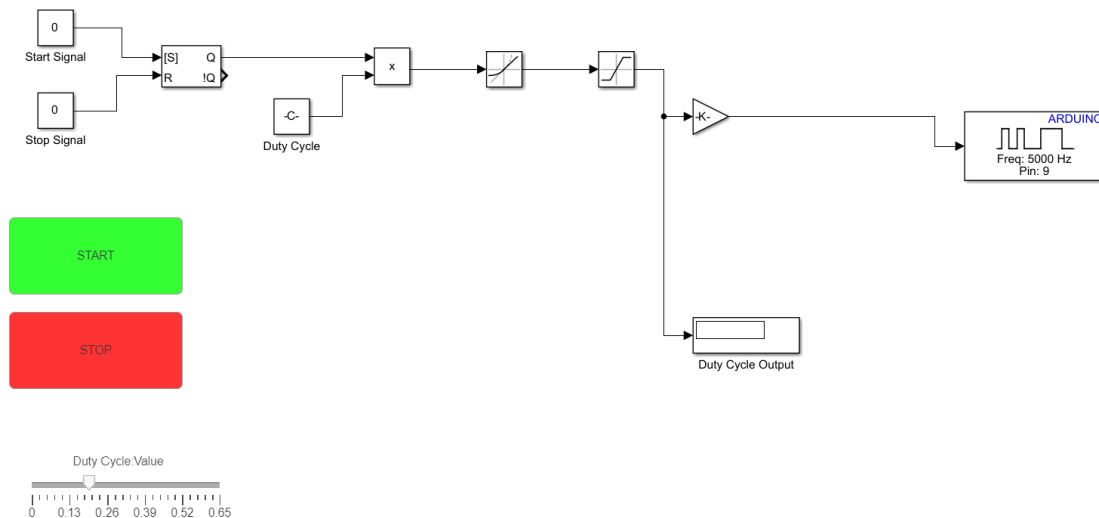 0
Start Signal
[S]
Q
R
!Q
x
0
Stop Signal
-C-
Duty Cycle
-K-
ARDUINO
Freq: 5000 Hz
Pin: 9
START
STOP
Duty Cycle Output
Duty Cycle:Value
0 0.13 0.26 0.39 0.52 0.65